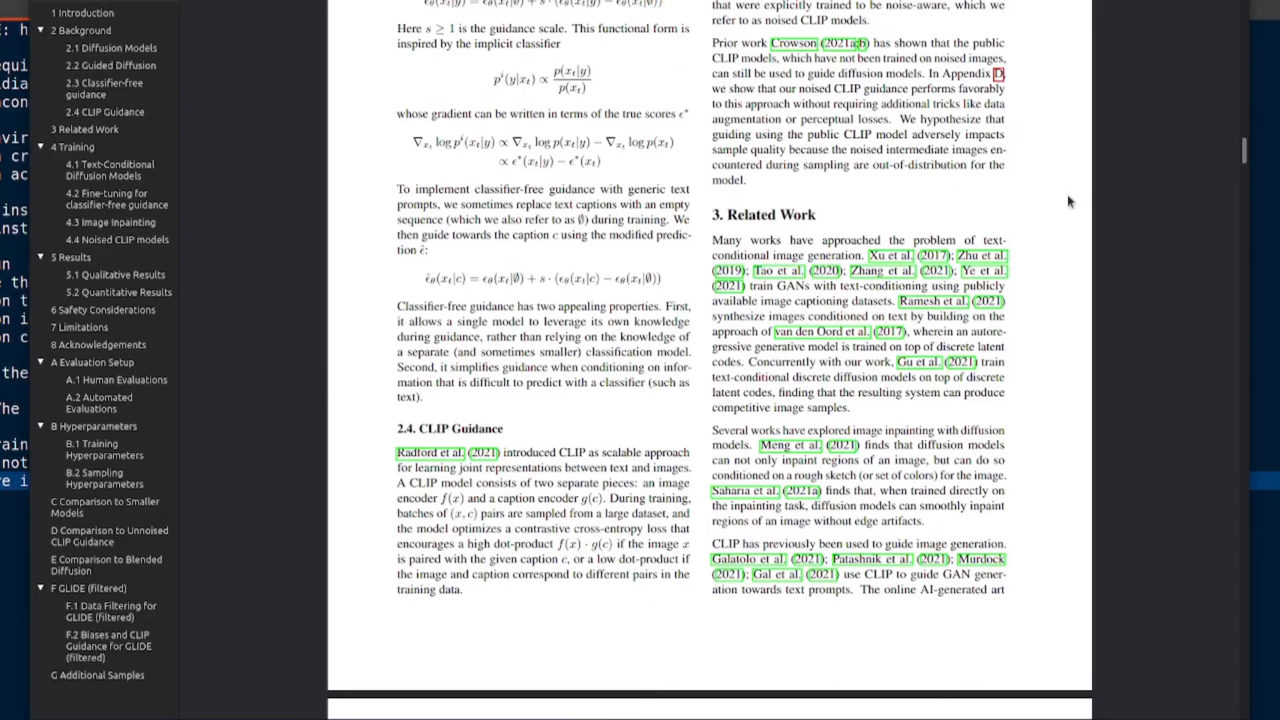 1 Introduction
2 Background
2.1 Diffusion Models
2.2 Guided Diffusion
2.3 Classifier-free
guidance
2.4 CLIP Guidance
3 Related Work
4 Training
4.1 Text-Conditional
Diffusion Models
4.2 Fine-tuning for
classifier-free guidance
4.3 Image Inpainting
4.4 Noised CLIP models
5 Results
5.1 Qualitative Results
5.2 Quantitative Results
6 Safety Considerations
7 Limitations
8 Acknowledgements
A Evaluation Setup
A.1 Human Evaluations
A.2 Automated
Evaluations
B Hyperparameters
B.1 Training
Hyperparameters
B.2 Sampling
Hyperparameters
C Comparison to Smaller
Models
D Comparison to Unnoised
CLIP Guidance
E Comparison to Blended
Diffusion
F GLIDE (filtered)
F.1 Data Filtering for
GLIDE (filtered)
F.2 Biases and CLIP
Guidance for GLIDE
(filtered)
G Additional Samples
Here s ≥ 1 is the guidance scale. This functional form is
inspired by the implicit classifier
pⁱ(y|xₜ) ∝ p(xₜ|y) / p(xₜ)
whose gradient can be written in terms of the true scores ϵ*
∇ₓₜ log pⁱ(xₜ|y) ∝ ∇ₓₜ log p(xₜ|y) − ∇ₓₜ log p(xₜ)
∝ ϵ*(xₜ|y) − ϵ*(xₜ)
To implement classifier-free guidance with generic text
prompts, we sometimes replace text captions with an empty
sequence (which we also refer to as ∅) during training. We
then guide towards the caption c using the modified predic-
tion ϵ̂:
ϵ̂θ(xₜ|c) = ϵθ(xₜ|∅) + s · (ϵθ(xₜ|c) − ϵθ(xₜ|∅))
Classifier-free guidance has two appealing properties. First,
it allows a single model to leverage its own knowledge
during guidance, rather than relying on the knowledge of
a separate (and sometimes smaller) classification model.
Second, it simplifies guidance when conditioning on infor-
mation that is difficult to predict with a classifier (such as
text).
2.4. CLIP Guidance
Radford et al. (2021) introduced CLIP as scalable approach
for learning joint representations between text and images.
A CLIP model consists of two separate pieces: an image
encoder f(x) and a caption encoder g(c). During training,
batches of (x, c) pairs are sampled from a large dataset, and
the model optimizes a contrastive cross-entropy loss that
encourages a high dot-product f(x) · g(c) if the image x
is paired with the given caption c, or a low dot-product if
the image and caption correspond to different pairs in the
training data.
that were explicitly trained to be noise-aware, which we
refer to as noised CLIP models.
Prior work Crowson (2021a;b) has shown that the public
CLIP models, which have not been trained on noised images,
can still be used to guide diffusion models. In Appendix D,
we show that our noised CLIP guidance performs favorably
to this approach without requiring additional tricks like data
augmentation or perceptual losses. We hypothesize that
guiding using the public CLIP model adversely impacts
sample quality because the noised intermediate images en-
countered during sampling are out-of-distribution for the
model.
3. Related Work
Many works have approached the problem of text-
conditional image generation. Xu et al. (2017); Zhu et al.
(2019); Tao et al. (2020); Zhang et al. (2021); Ye et al.
(2021) train GANs with text-conditioning using publicly
available image captioning datasets. Ramesh et al. (2021)
synthesize images conditioned on text by building on the
approach of van den Oord et al. (2017), wherein an autore-
gressive generative model is trained on top of discrete latent
codes. Concurrently with our work, Gu et al. (2021) train
text-conditional discrete diffusion models on top of discrete
latent codes, finding that the resulting system can produce
competitive image samples.
Several works have explored image inpainting with diffusion
models. Meng et al. (2021) finds that diffusion models
can not only inpaint regions of an image, but can do so
conditioned on a rough sketch (or set of colors) for the image.
Saharia et al. (2021a) finds that, when trained directly on
the inpainting task, diffusion models can smoothly inpaint
regions of an image without edge artifacts.
CLIP has previously been used to guide image generation.
Galatolo et al. (2021); Patashnik et al. (2021); Murdock
(2021); Gal et al. (2021) use CLIP to guide GAN gener-
ation towards text prompts. The online AI-generated art